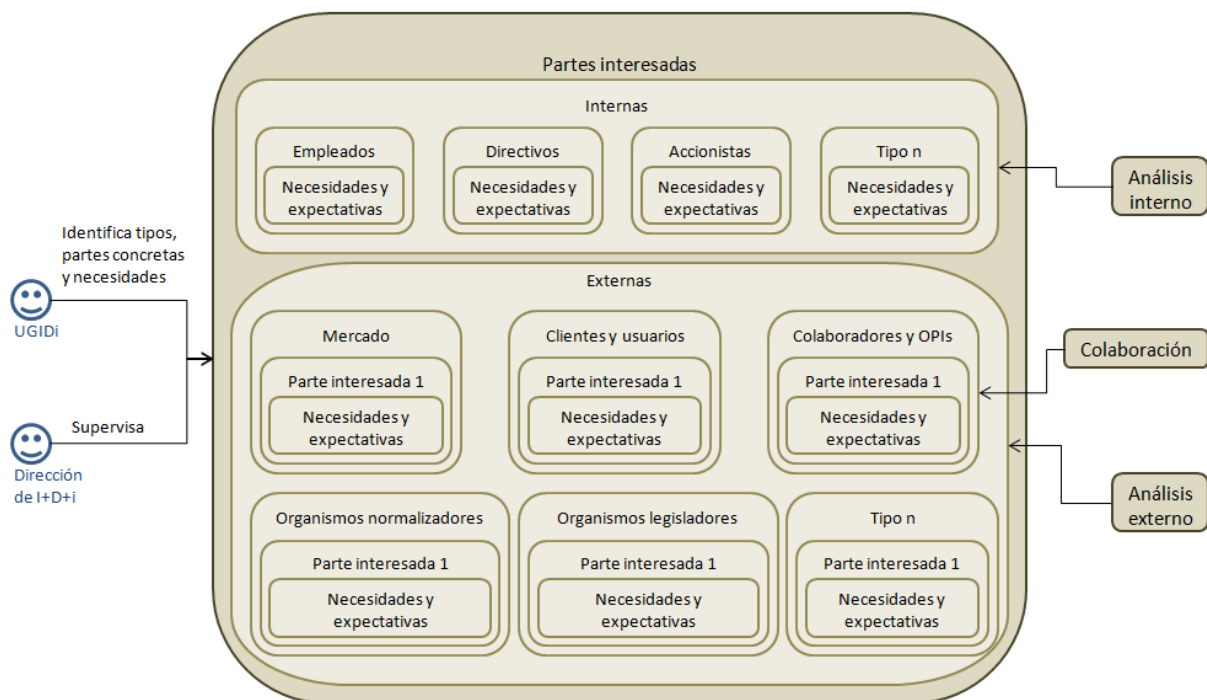 Partes interesadas
Internas
Empleados
Necesidades y
expectativas
Directivos
Necesidades y
expectativas
Accionistas
Necesidades y
expectativas
Tipo n
Necesidades y
expectativas
Análisis
interno
Identifica tipos,
partes concretas
y necesidades
UGIDi
Supervisa
Dirección
de I+D+i
Externas
Mercado
Parte interesada 1
Necesidades y
expectativas
Clientes y usuarios
Parte interesada 1
Necesidades y
expectativas
Colaboradores y OPIs
Parte interesada 1
Necesidades y
expectativas
Colaboración
Organismos normalizadores
Parte interesada 1
Necesidades y
expectativas
Organismos legisladores
Parte interesada 1
Necesidades y
expectativas
Tipo n
Parte interesada 1
Necesidades y
expectativas
Análisis
externo